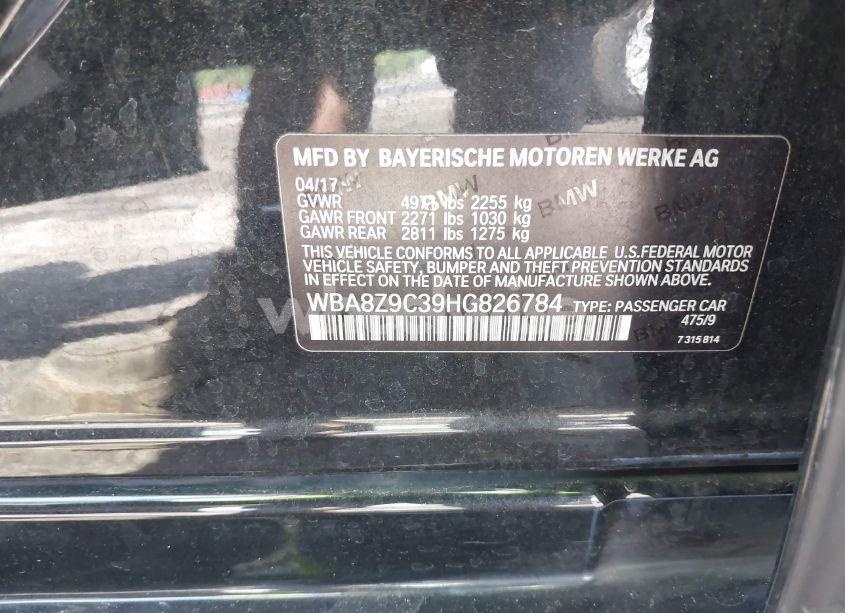 MFD BY BAYERISCHE MOTOREN WERKE AG
04/17
GVWR lbs 2255 kg
GAWR FRONT 2271 lbs 1030 kg
GAWR REAR 2811 lbs 1275 kg
THIS VEHICLE CONFORMS TO ALL APPLICABLE U.S.FEDERAL MOTOR
VEHICLE SAFETY, BUMPER AND THEFT PREVENTION STANDARDS
IN EFFECT ON THE DATE OF MANUFACTURE SHOWN ABOVE.
WBA8Z9C39HG826784 TYPE: PASSENGER CAR
475/9
7 315 814
BMW
BMW
BMW